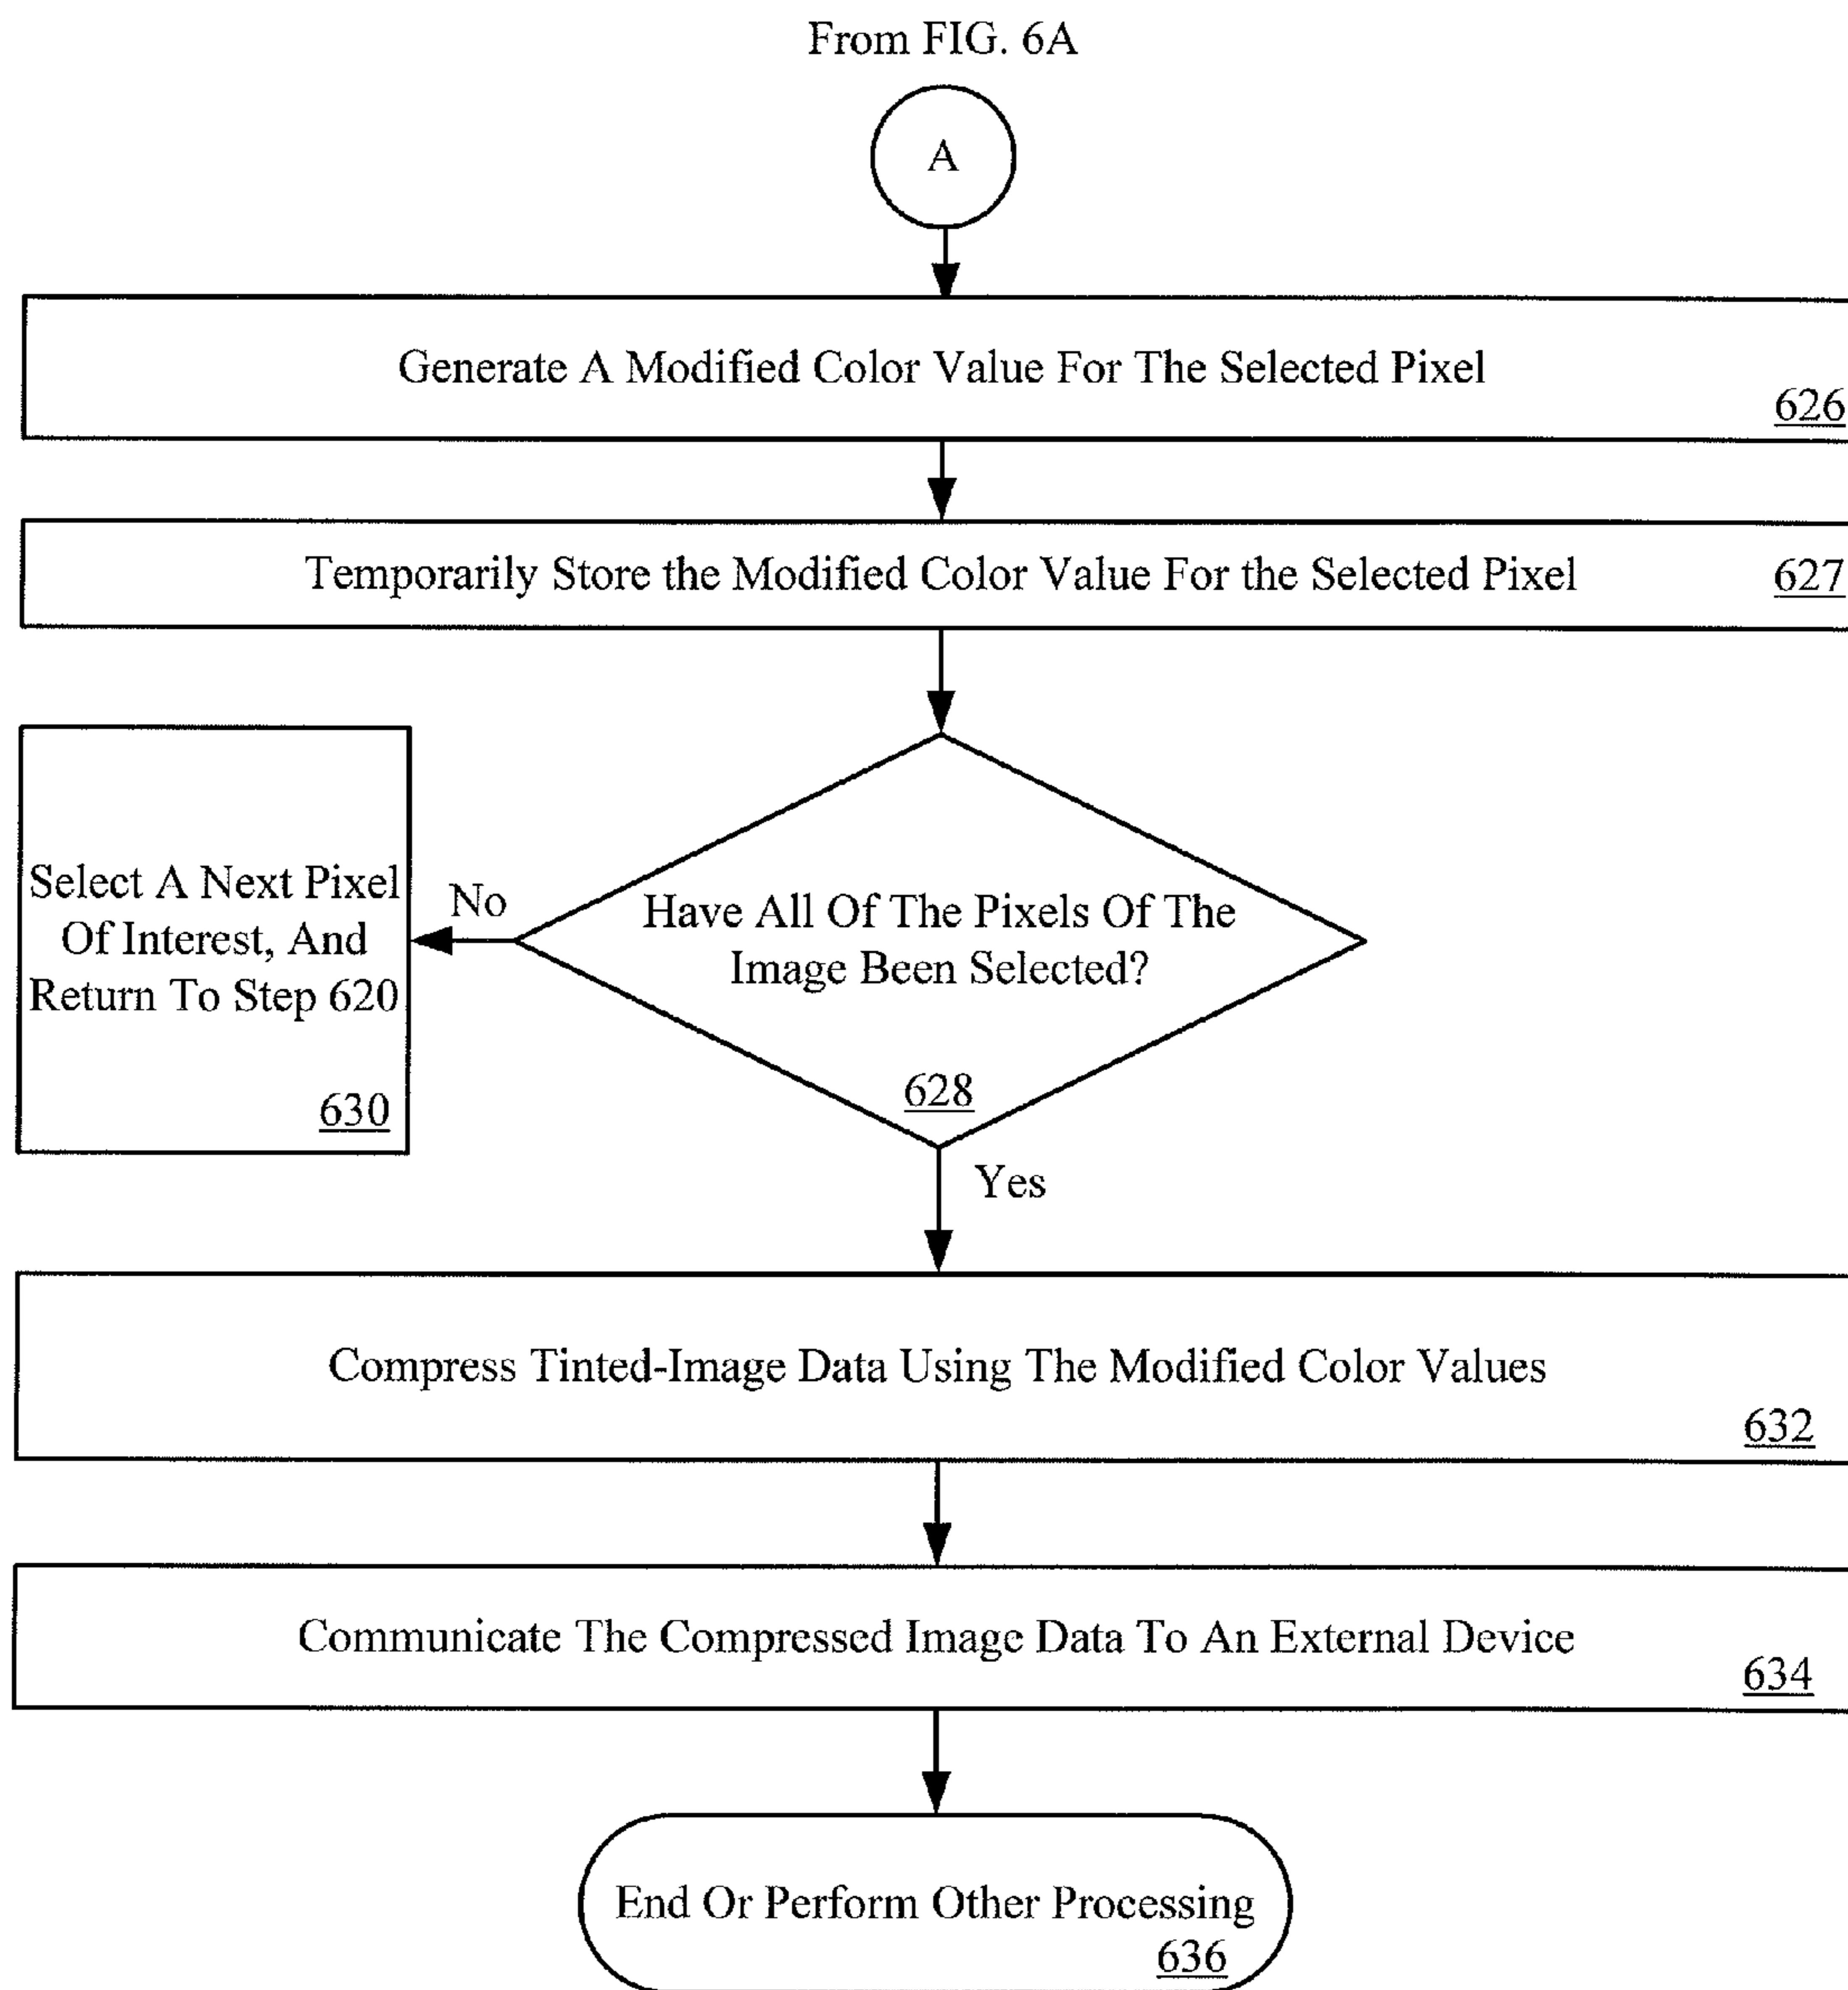 From FIG. 6A
A
Generate A Modified Color Value For The Selected Pixel
626
Temporarily Store the Modified Color Value For the Selected Pixel
627
Select A Next Pixel
Of Interest, And
Return To Step 620
630
No
Have All Of The Pixels Of The
Image Been Selected?
628
Yes
Compress Tinted-Image Data Using The Modified Color Values
632
Communicate The Compressed Image Data To An External Device
634
End Or Perform Other Processing
636